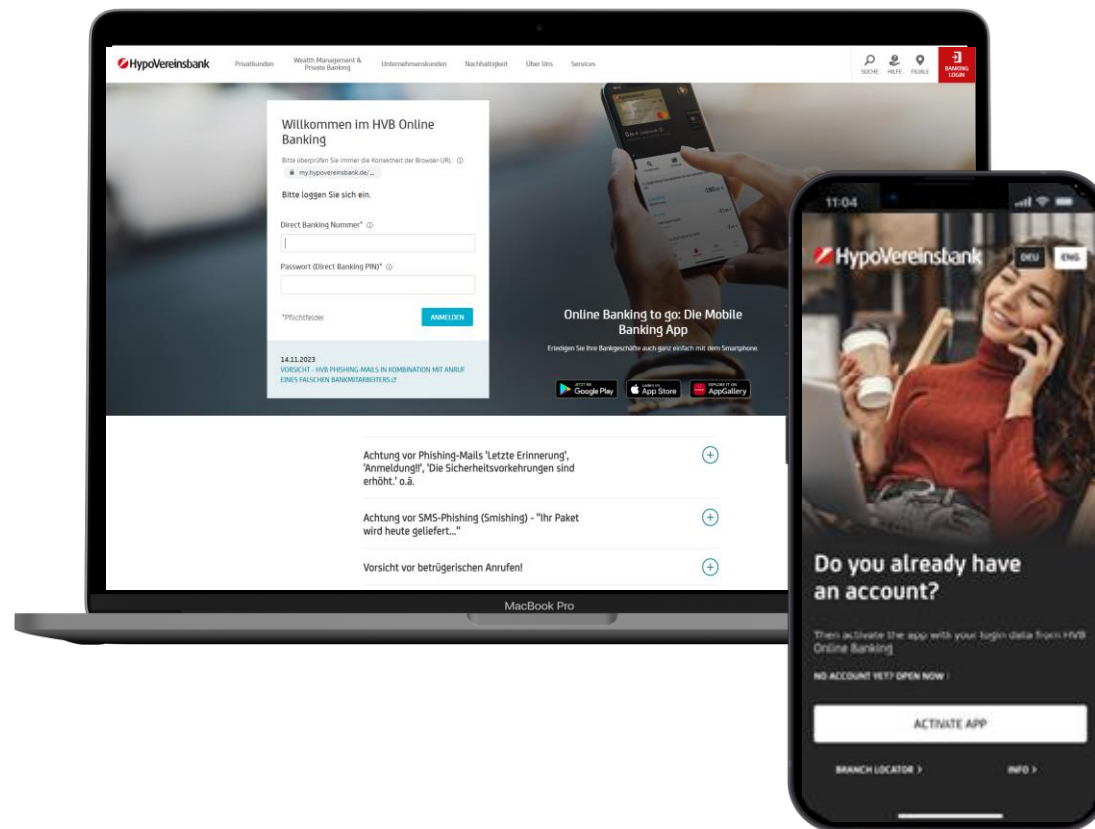 HypoVereinsbank
Privatkunden
Wealth Management &
Private Banking
Unternehmenskunden
Nachhaltigkeit
Über Uns
Services
SUCHE
HILFE
FILIALE
BANKING
LOGIN
Willkommen im HVB Online
Banking
Bitte überprüfen Sie immer die Korrektheit der Browser-URL.
my.hypovereinsbank.de/...
Bitte loggen Sie sich ein.
Direct Banking Nummer*
Passwort (Direct Banking PIN)*
*Pflichtfelder
ANMELDEN
14.11.2023
VORSICHT - HVB PHISHING-MAILS IN KOMBINATION MIT ANRUF
EINES FALSCHEN BANKMITARBEITERS
Online Banking to go: Die Mobile
Banking App
Erledigen Sie Ihre Bankgeschäfte auch ganz einfach mit dem Smartphone.
JETZT BEI
Google Play
App Store
EXPLORE IT ON
AppGallery
Achtung vor Phishing-Mails 'Letzte Erinnerung',
'Anmeldung!!', 'Die Sicherheitsvorkehrungen sind
erhöht.' o.ä.
Achtung vor SMS-Phishing (Smishing) - "Ihr Paket
wird heute geliefert..."
Vorsicht vor betrügerischen Anrufen!
MacBook Pro
11:04
HypoVereinsbank
DEU
ENG
Do you already have
an account?
Then activate the app with your login data from HVB
Online Banking
NO ACCOUNT YET? OPEN NOW
ACTIVATE APP
BRANCH LOCATOR >
INFO >